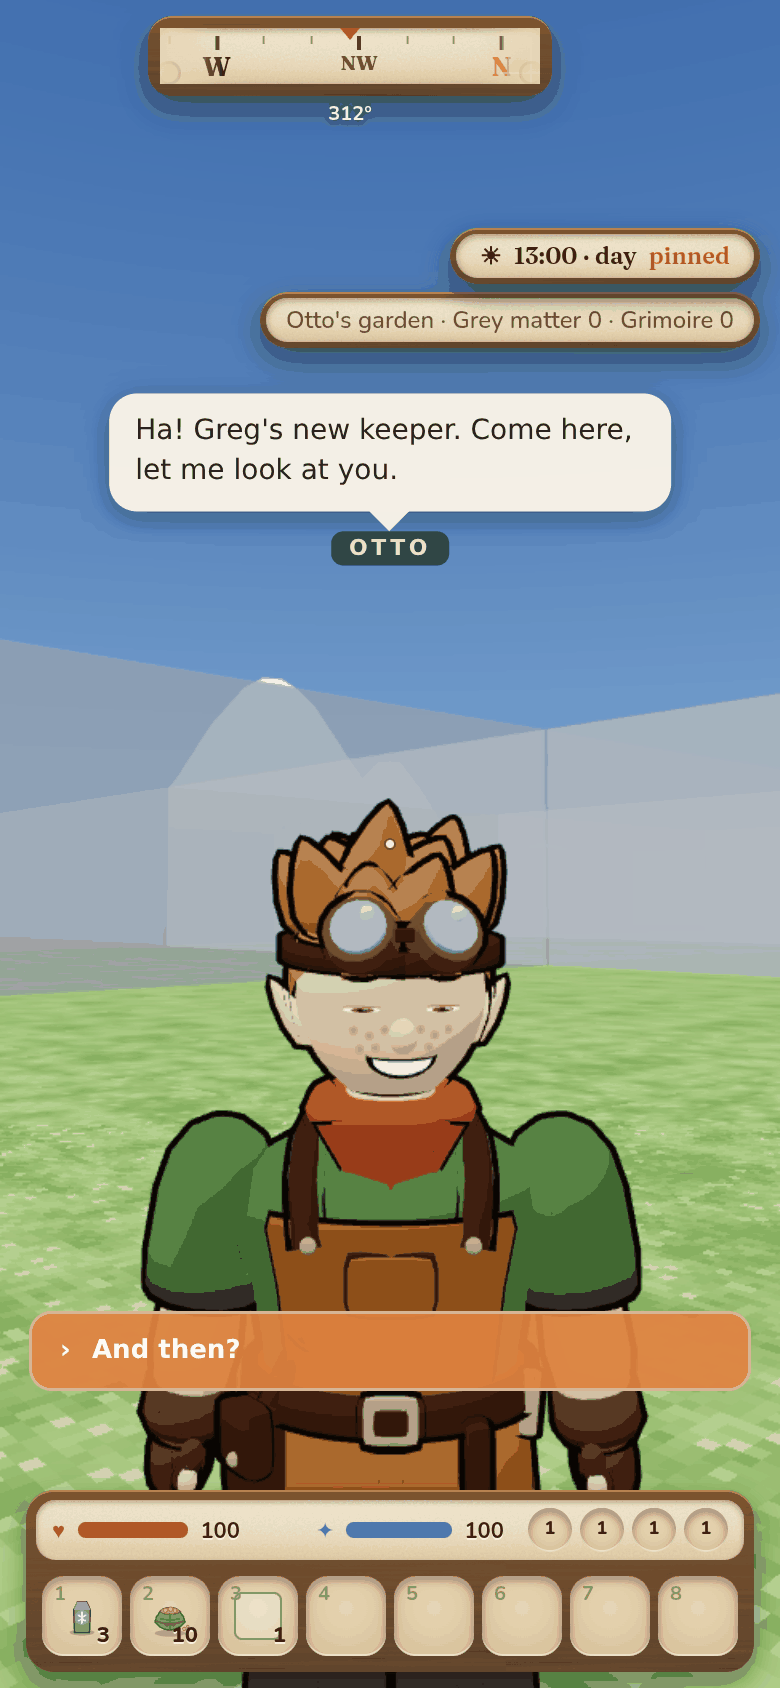 W NW N
312°
13:00 · day pinned
Otto's garden · Grey matter 0 · Grimoire 0
Ha! Greg's new keeper. Come here,
let me look at you.
OTTO
› And then?
100 100 1 1 1 1
1 2 3 4 5 6 7 8
3 10 1